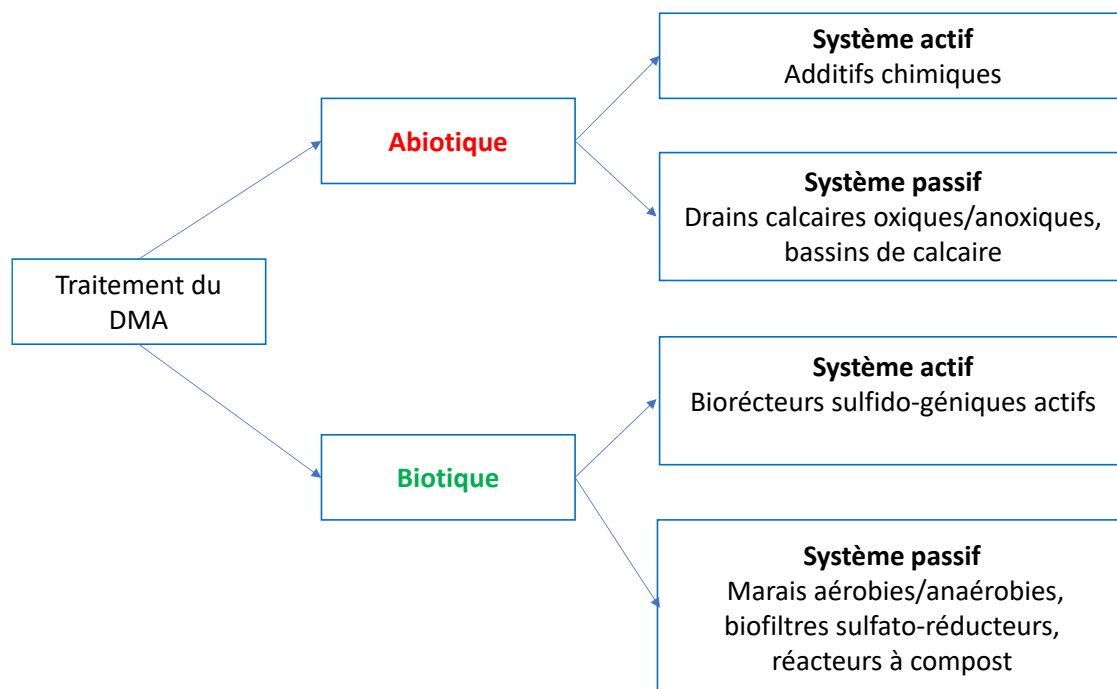 Système actif
Additifs chimiques
Abiotique
Système passif
Drains calcaires oxiques/anoxiques,
bassins de calcaire
Traitement du
DMA
Système actif
Biorécteurs sulfido-géniques actifs
Biotique
Système passif
Marais aérobies/anaérobies,
biofiltres sulfato-réducteurs,
réacteurs à compost